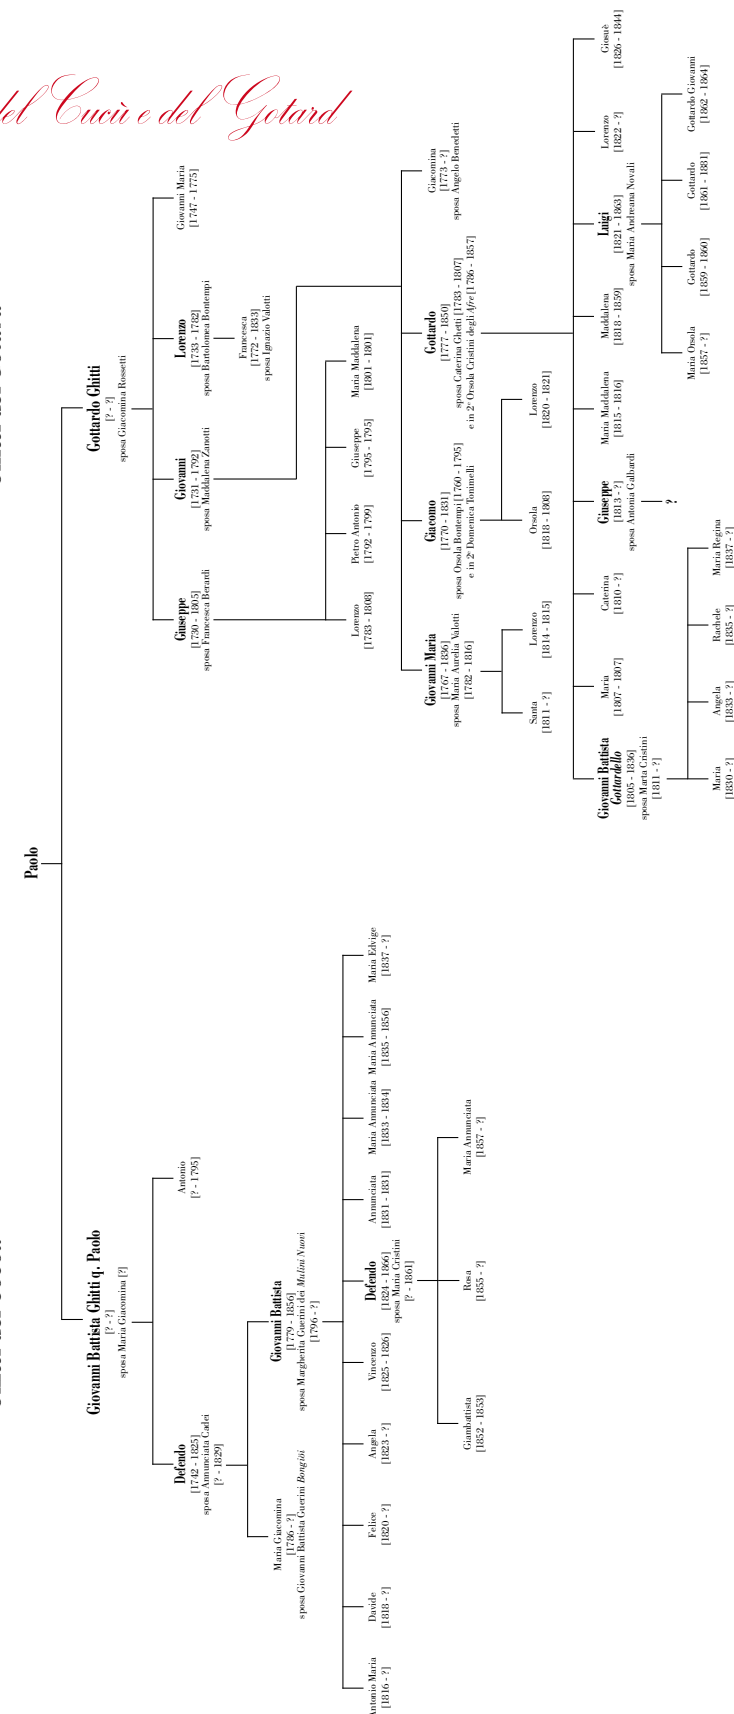 del Cucù e del Gotard
Paolo
Giovanni Battista Ghitti q. Paolo
[? - ?]
sposa Maria Giacomina [?]
Gottardo Ghitti
[? - ?]
sposa Giacomina Rossetti
Defendo
[1742 - 1825]
sposa Annunciata Cadei
[? - 1829]
Antonio
[? - 1795]
Giuseppe
[1730 - 1805]
sposa Francesca Berardi
Giovanni
[1731 - 1792]
sposa Maddalena Zanotti
Lorenzo
[1733 - 1782]
sposa Bartolomea Bontempi
Giovanni Maria
[1747 - 1775]
Francesca
[1772 - 1833]
sposa Ignazio Valotti
Maria Giacomina
[1786 - ?]
sposa Giovanni Battista Guerini Bongiòi
Giovanni Battista
[1779 - 1856]
sposa Margherita Guerini dei Mulini Nuovi
[1796 - ?]
Lorenzo
[1783 - 1808]
Pietro Antonio
[1792 - 1799]
Giuseppe
[1795 - 1795]
Maria Maddalena
[1801 - 1801]
Antonio Maria
[1816 - ?]
Davide
[1818 - ?]
Felice
[1820 - ?]
Angela
[1823 - ?]
Vincenzo
[1825 - 1826]
Defendo
[1824 - 1866]
sposa Maria Cristini
[? - 1861]
Annunciata
[1831 - 1831]
Maria Annunciata
[1833 - 1834]
Maria Annunciata
[1835 - 1856]
Maria Edvige
[1837 - ?]
Giovanni Maria
[1767 - 1836]
sposa Maria Aurelia Valotti
[1782 - 1816]
Giacomo
[1770 - 1831]
sposa Orsola Bontempi [1760 - 1795]
e in 2e Domenica Tonimelli
Gottardo
[1777 - 1850]
sposa Caterina Ghetti [1783 - 1807]
e in 2e Orsola Cristini degli Afre [1786 - 1857]
Giacomina
[1773 - ?]
sposa Angelo Benedetti
Giambattista
[1852 - 1853]
Rosa
[1855 - ?]
Maria Annunciata
[1857 - ?]
Santa
[1811 - ?]
Lorenzo
[1814 - 1815]
Orsola
[1818 - 1808]
Lorenzo
[1820 - 1821]
Giovanni Battista
Gottardello
[1805 - 1836]
sposa Marta Cristini
[1811 - ?]
Maria
[1807 - 1807]
Caterina
[1810 - ?]
Giuseppe
[1813 - ?]
sposa Antonia Galbardi
?
Maria Maddalena
[1815 - 1816]
Maddalena
[1818 - 1859]
Luigi
[1821 - 1863]
sposa Maria Andreana Novali
Lorenzo
[1822 - ?]
Giosuè
[1826 - 1844]
Maria
[1830 - ?]
Angela
[1833 - ?]
Rachele
[1835 - ?]
Maria Regina
[1837 - ?]
Maria Orsola
[1857 - ?]
Gottardo
[1859 - 1860]
Gottardo
[1861 - 1881]
Gottardo Giovanni
[1862 - 1864]